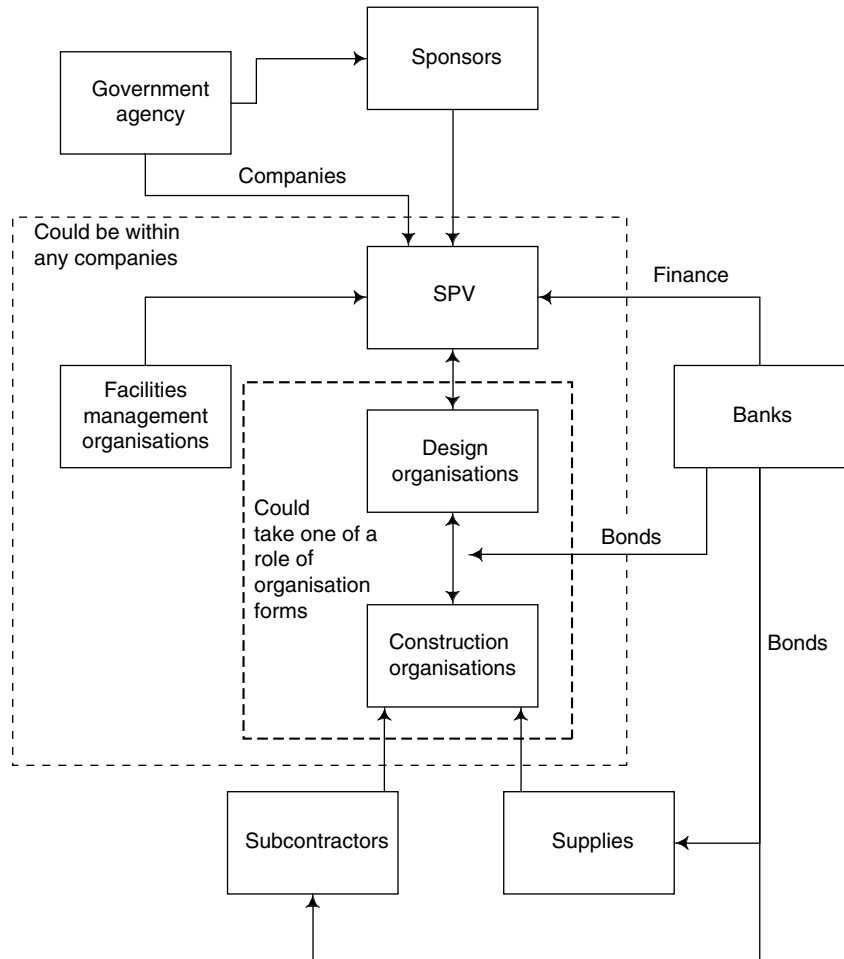 Sponsors
Government
agency
Companies
Could be within
any companies
SPV
Finance
Facilities
management
organisations
Banks
Design
organisations
Could
take one of a
role of
organisation
forms
Bonds
Construction
organisations
Bonds
Subcontractors
Supplies